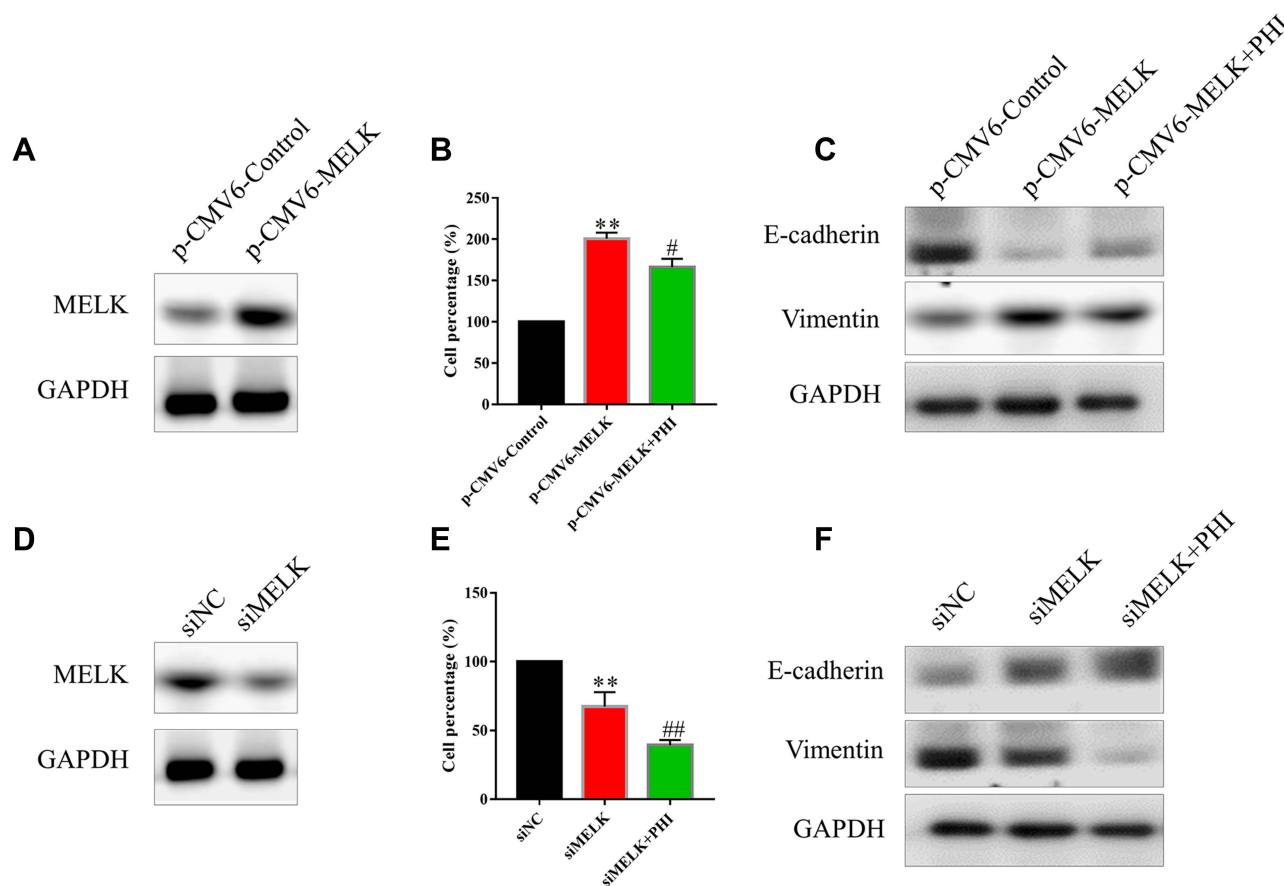 A
p-CMV6-Control
p-CMV6-MELK
MELK
GAPDH
B
Cell percentage (%)
250
200
150
100
50
0
**
#
p-CMV6-Control
p-CMV6-MELK
p-CMV6-MELK+PHI
C
p-CMV6-Control
p-CMV6-MELK
p-CMV6-MELK+PHI
E-cadherin
Vimentin
GAPDH
D
siNC
siMELK
MELK
GAPDH
E
Cell percentage (%)
150
100
50
0
**
##
siNC
siMELK
siMELK+PHI
F
siNC
siMELK
siMELK+PHI
E-cadherin
Vimentin
GAPDH